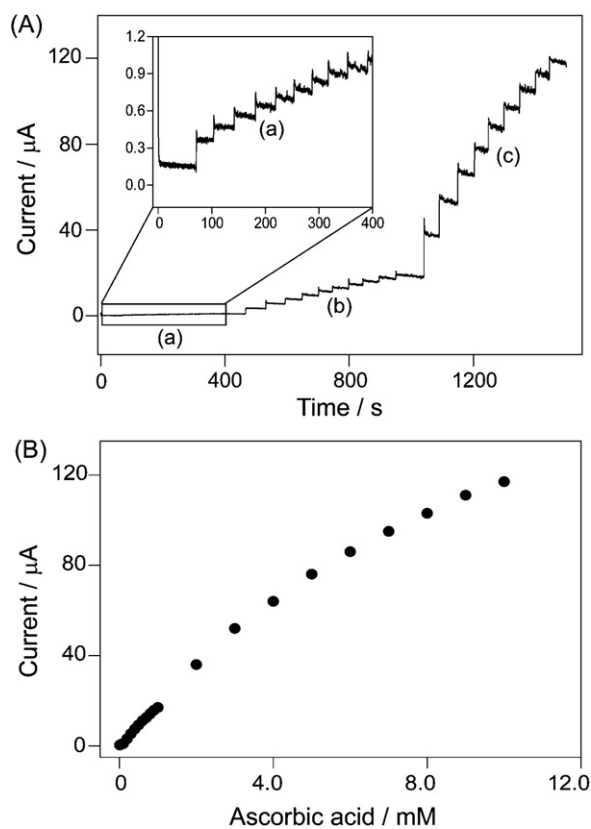 (A)
Current / μA
120
80
40
0
1.2
0.9
0.6
0.3
0.0
(a)
0 100 200 300 400
(a)
(b)
(c)
0 400 800 1200
Time / s
(B)
Current / μA
120
80
40
0
0 4.0 8.0 12.0
Ascorbic acid / mM